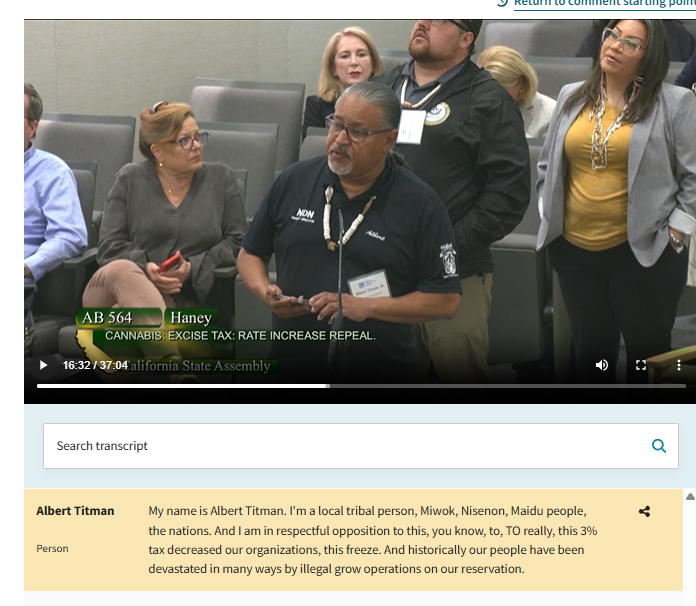 Return to comment starting point
NDN
Albert
AB 564 Haney
CANNABIS: EXCISE TAX: RATE INCREASE REPEAL.
16:32 / 37:04
alifornia State Assembly
Search transcript
Albert Titman
My name is Albert Titman. I'm a local tribal person, Miwok, Nisenon, Maidu people,
the nations. And I am in respectful opposition to this, you know, to, TO really, this 3%
Person
tax decreased our organizations, this freeze. And historically our people have been
devastated in many ways by illegal grow operations on our reservation.